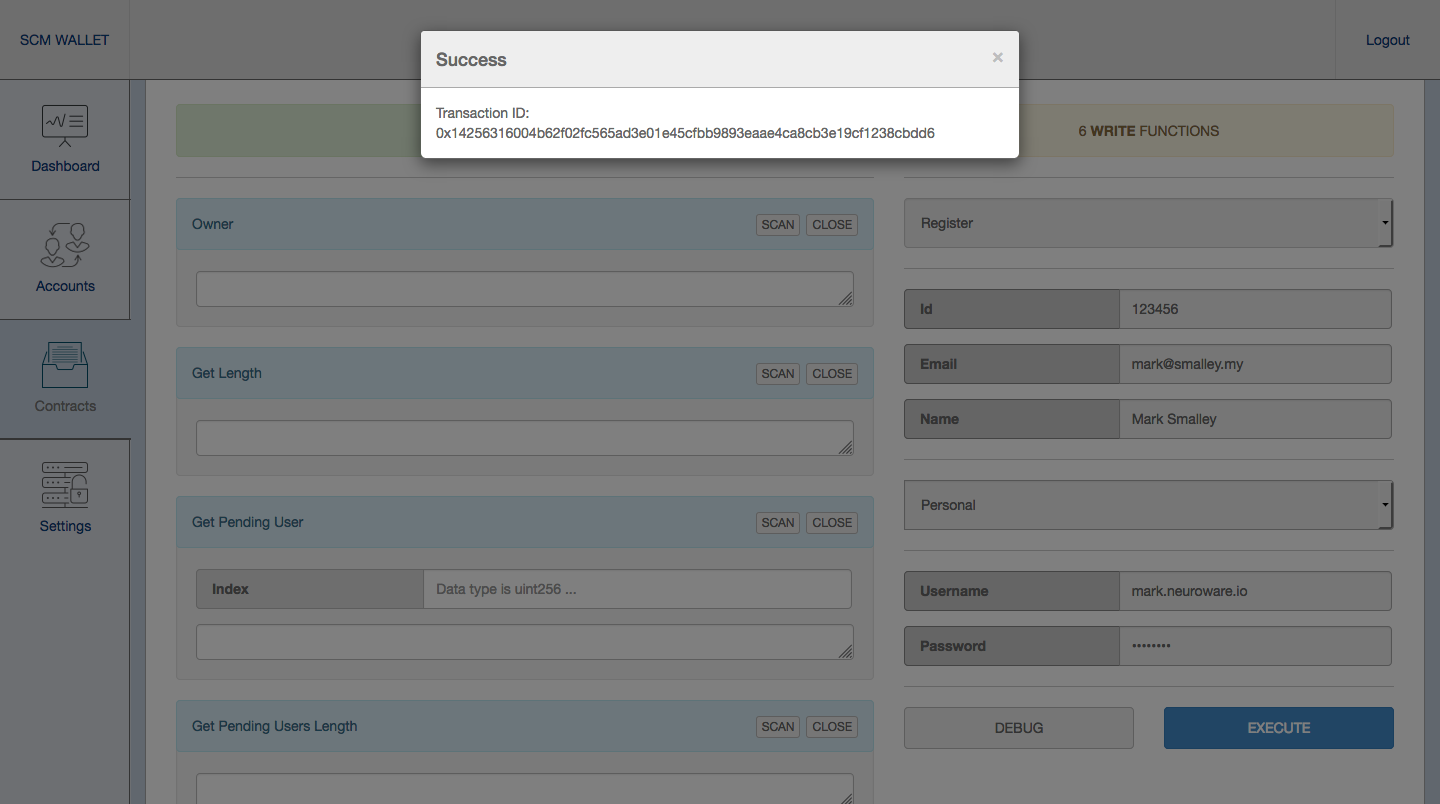 SCM WALLET
Logout
Success
×
Transaction ID:
0x14256316004b62f02fc565ad3e01e45cfbb9893eaae4ca8cb3e19cf1238cbdd6
Dashboard
Accounts
Contracts
Settings
Owner
SCAN
CLOSE
Get Length
SCAN
CLOSE
Get Pending User
SCAN
CLOSE
Index
Data type is uint256 ...
Get Pending Users Length
SCAN
CLOSE
6 WRITE FUNCTIONS
Register
Id
123456
Email
mark@smalley.my
Name
Mark Smalley
Personal
Username
mark.neuroware.io
Password
••••••••
DEBUG
EXECUTE